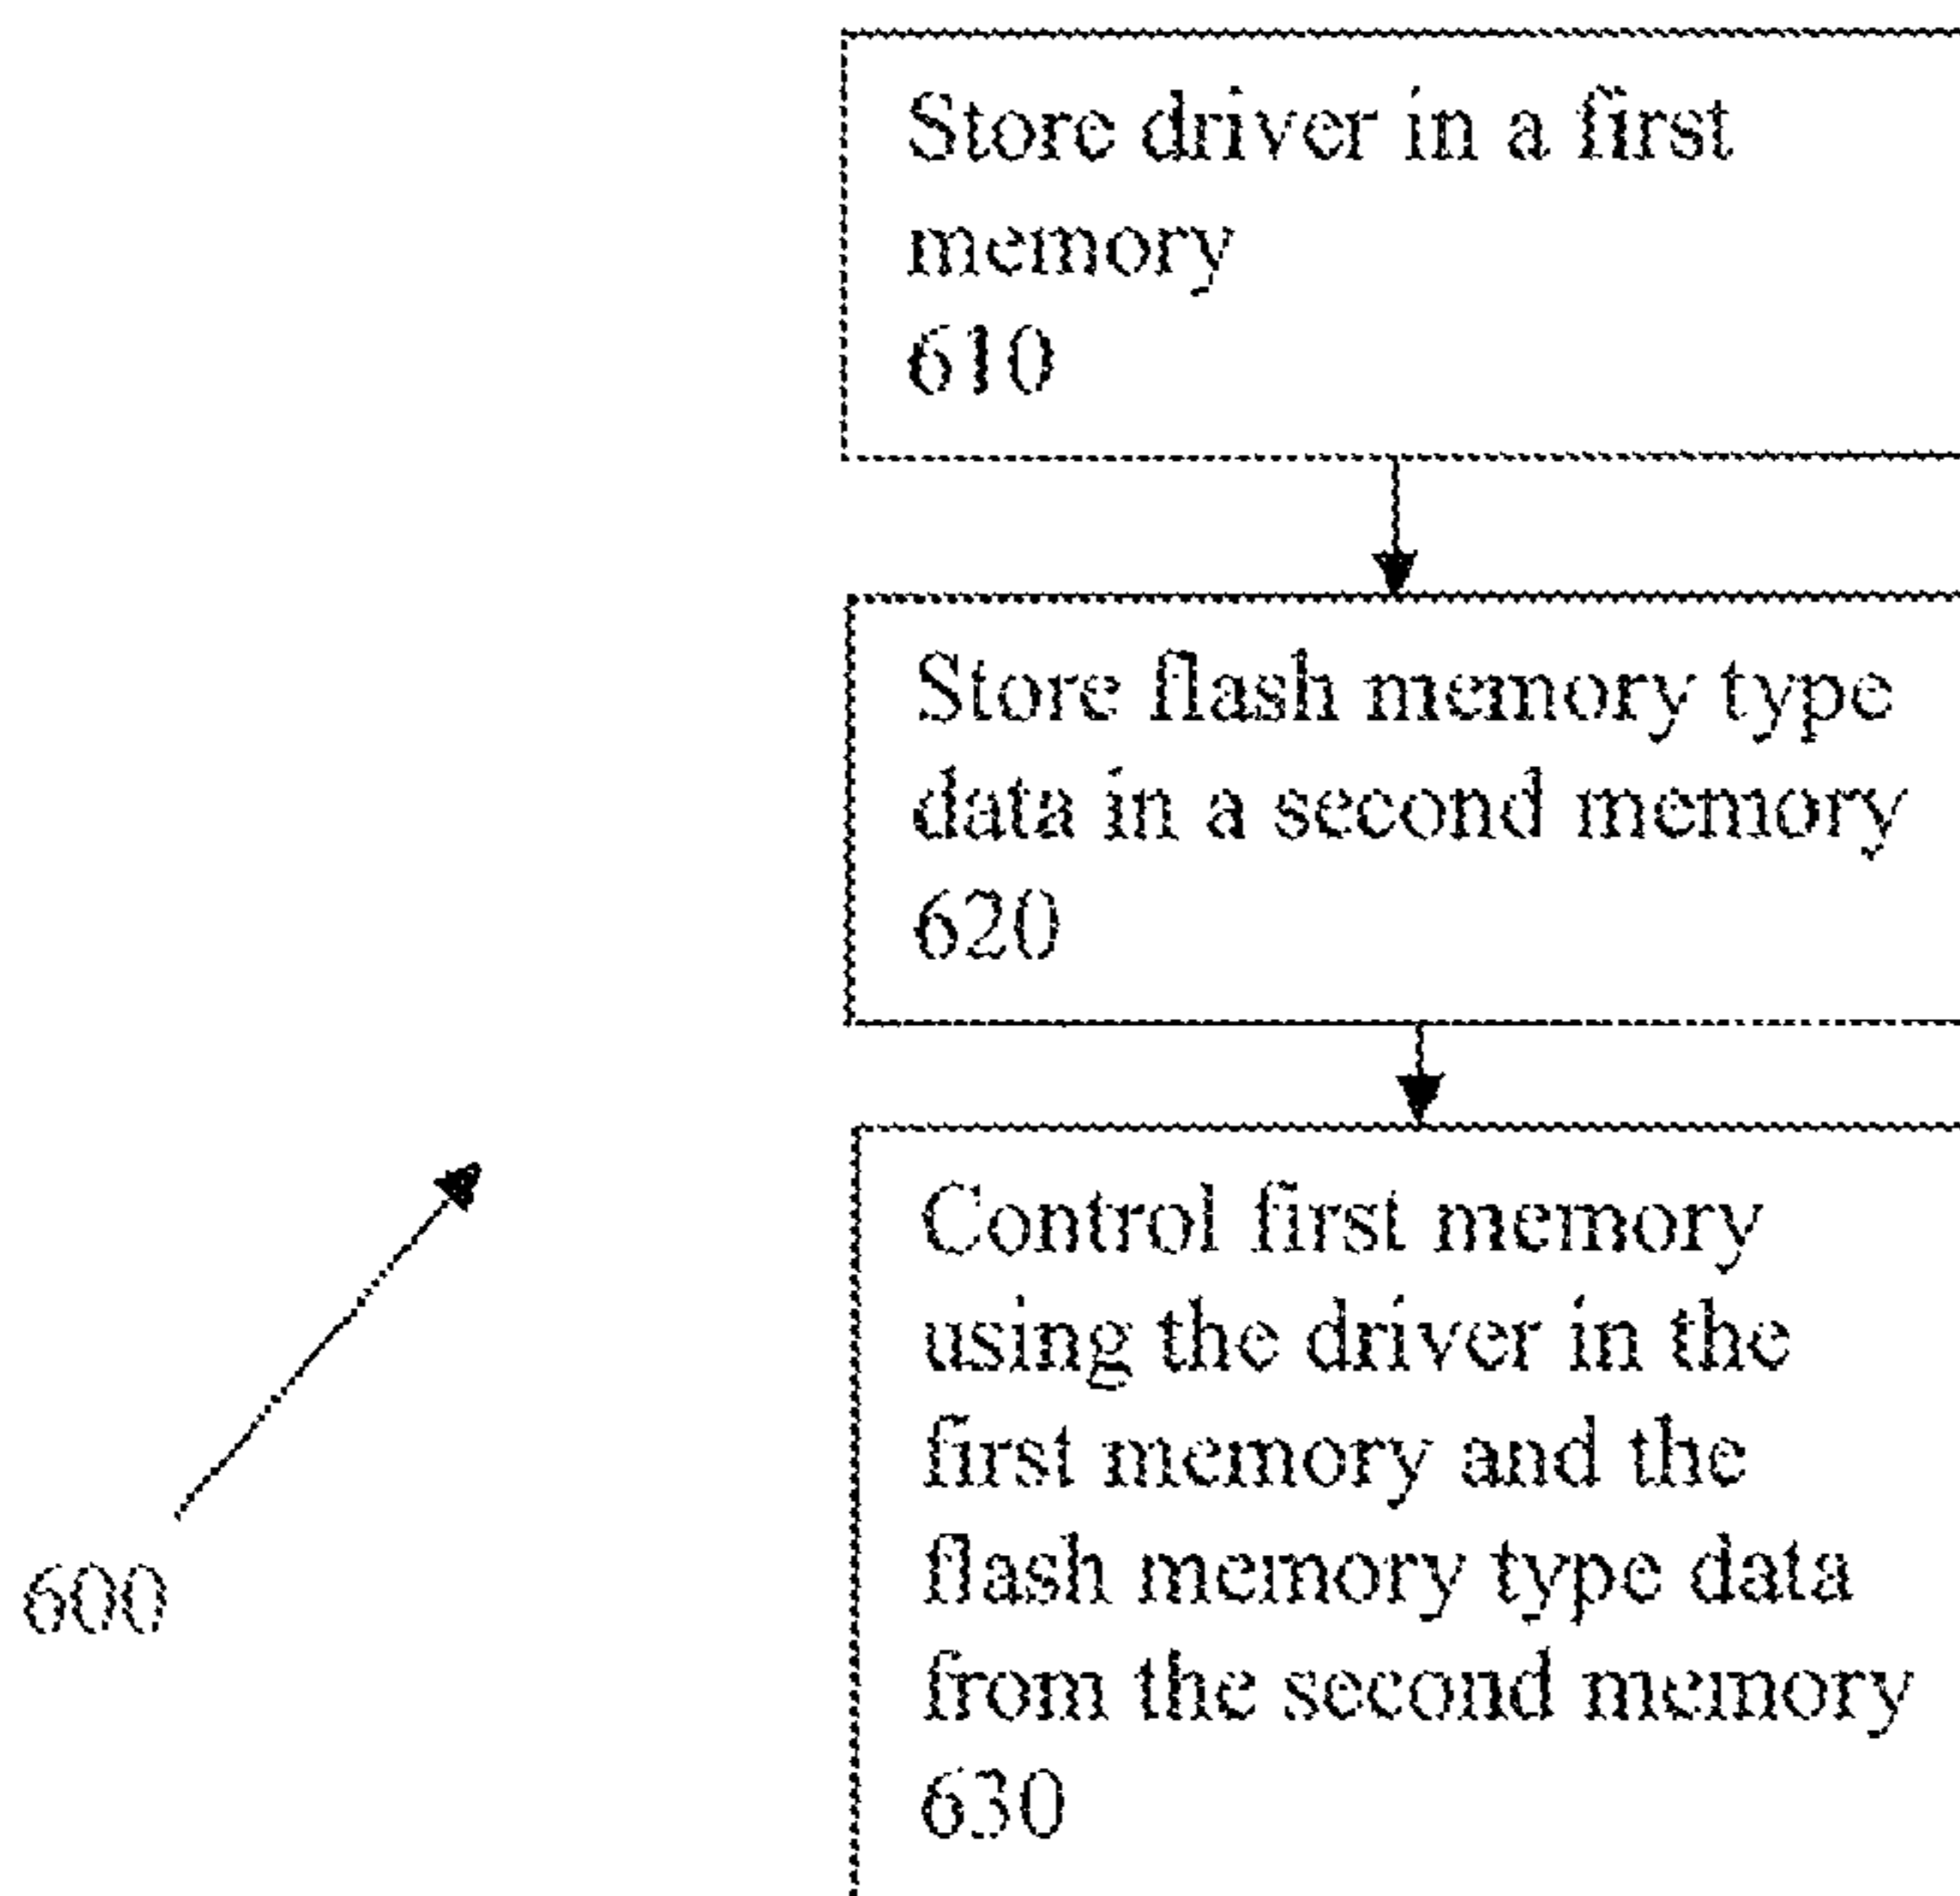 Store driver in a first
memory
610
Store flash memory type
data in a second memory
620
Control first memory
using the driver in the
first memory and the
flash memory type data
from the second memory
630
600